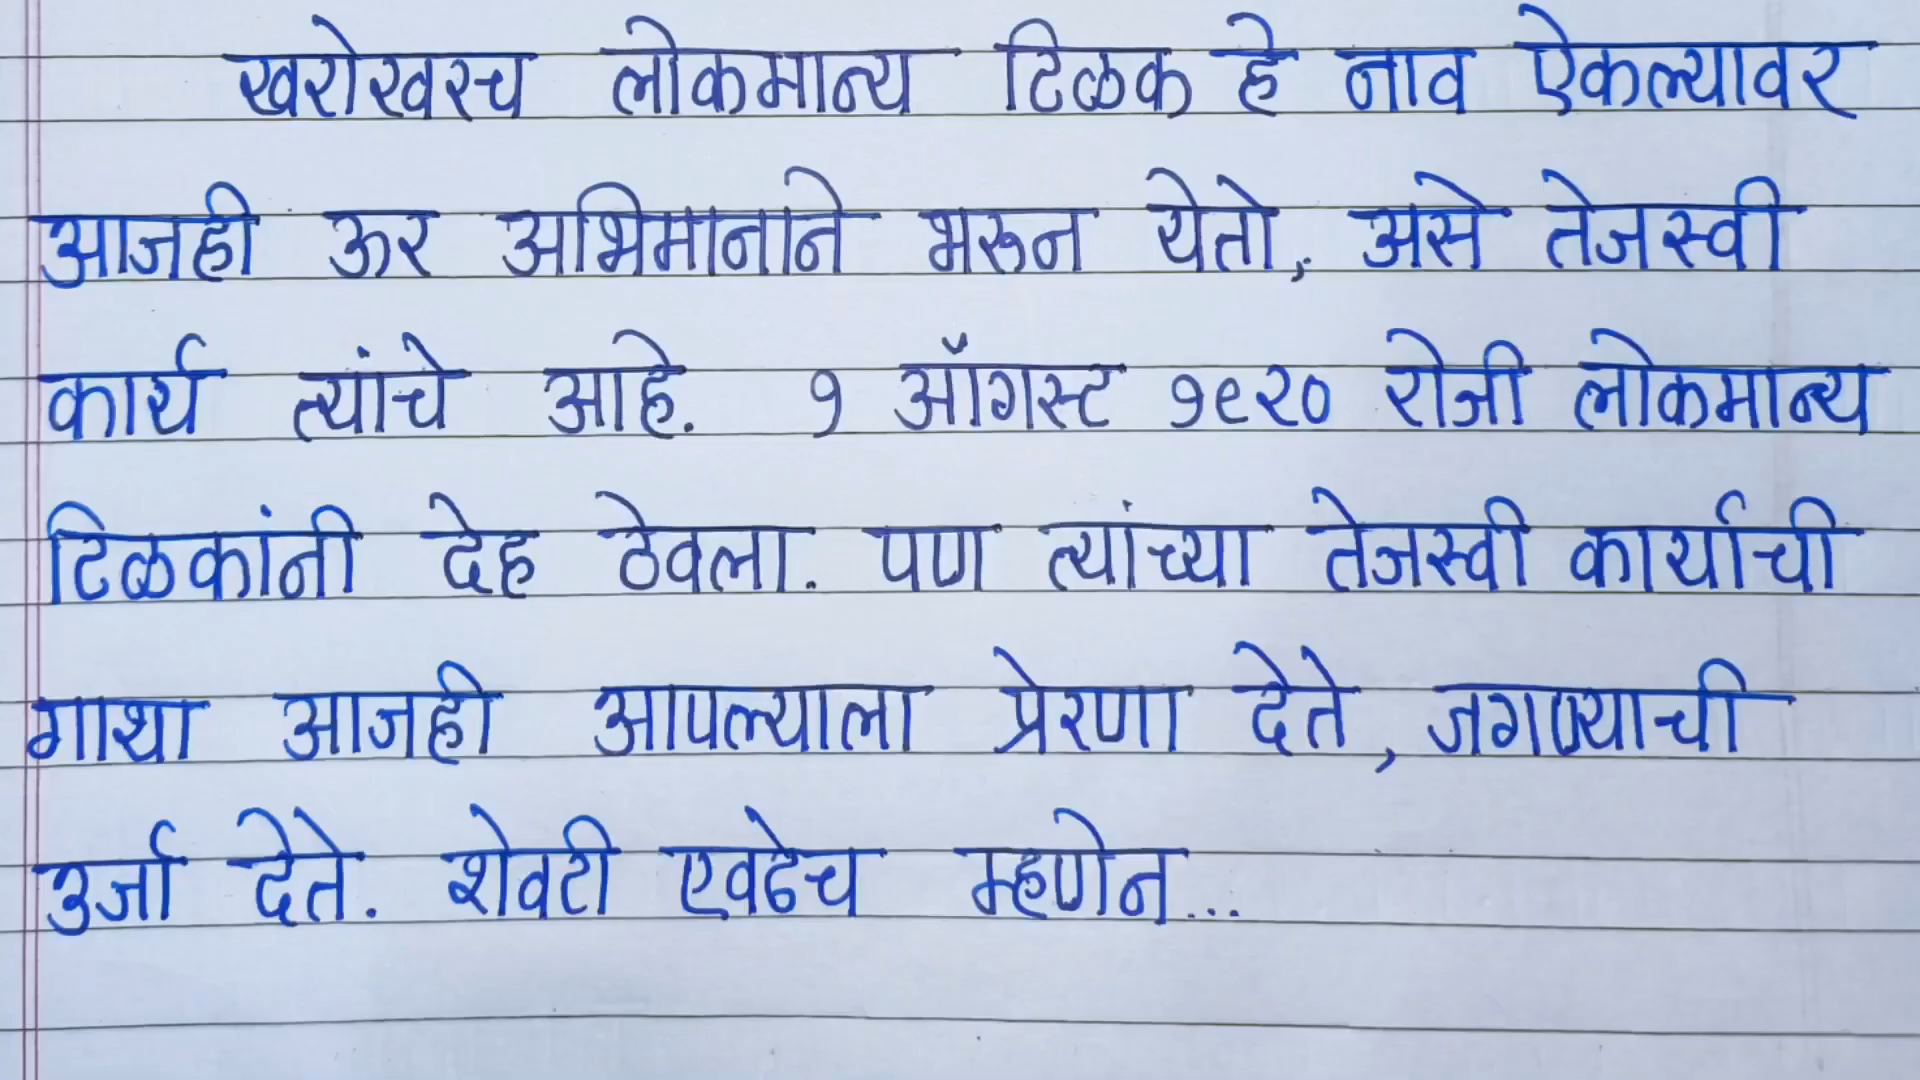 खरोखरच लोकमान्य टिळक हे नाव ऐकल्यावर
आजही ऊर अभिमानाने भरून येतो, असे तेजस्वी
कार्य त्यांचे आहे. १ ऑगस्ट १९२० रोजी लोकमान्य
टिळकांनी देह ठेवला. पण त्यांच्या तेजस्वी कार्याची
गाथा आजही आपल्याला प्रेरणा देते, जगण्याची
उर्जा देते. शेवटी एवढेच म्हणेन...